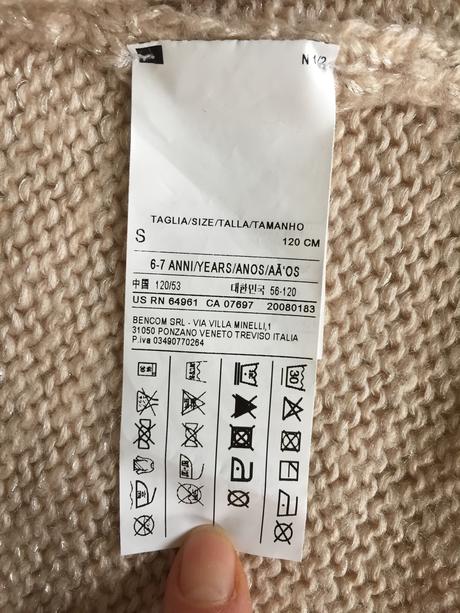 N 1/2
TAGLIA/SIZE/TALLA/TAMANHO
S 120 CM
6-7 ANNI/YEARS/ANOS/AÃ'OS
中国 120/53 대한민국 56-120
US RN 64961 CA 07697 20080183
BENCOM SRL - VIA VILLA MINELLI,1
31050 PONZANO VENETO TREVISO ITALIA
P.iva 03490770264
30